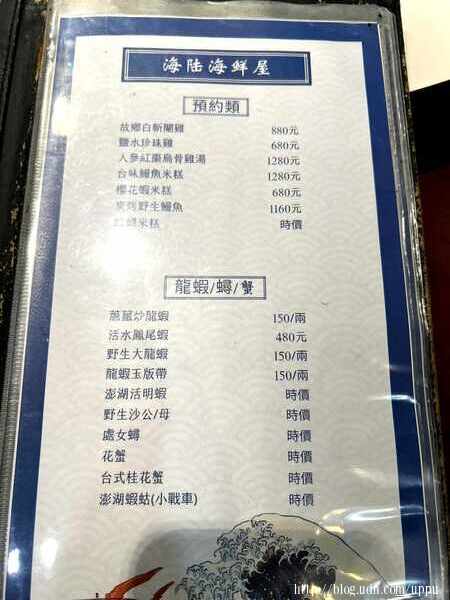 海陆海鮮屋
預約類
故鄉白斬閹雞 880元
鹽水珍珠雞 680元
人參紅棗烏骨雞湯 1280元
台味鰻魚米糕 1280元
櫻花蝦米糕 680元
野生鰻魚 1160元
米糕 時價
龍蝦/蟳/蟹
蔥薑炒龍蝦 150/兩
活水鳳尾蝦 480元
野生大龍蝦 150/兩
龍蝦玉版帶 150/兩
澎湖活明蝦 時價
野生沙公/母 時價
處女蟳 時價
花蟹 時價
台式桂花蟹 時價
澎湖蝦蛄(小戰車) 時價
http://blog.udn.com/uppu